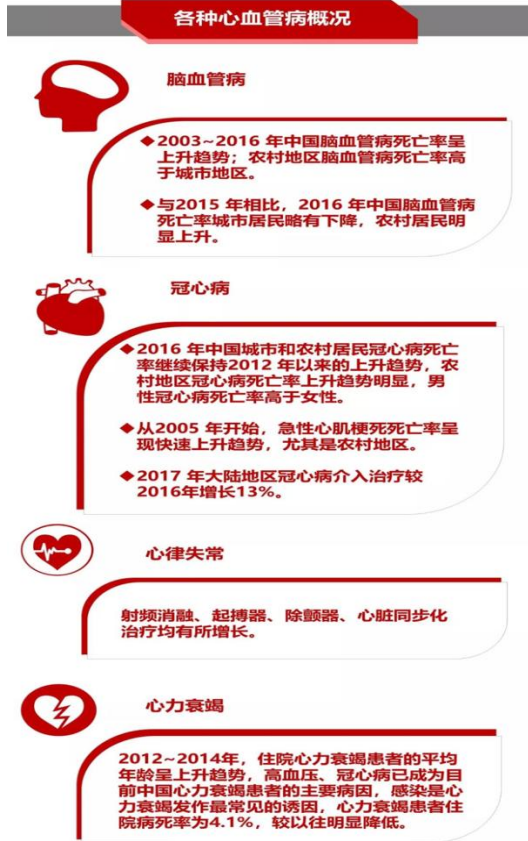 各种心血管病概况
脑血管病
◆2003~2016 年中国脑血管病死亡率呈
上升趋势；农村地区脑血管病死亡率高
于城市地区。
◆与2015 年相比，2016 年中国脑血管病
死亡率城市居民略有下降，农村居民明
显上升。
冠心病
◆2016 年中国城市和农村居民冠心病死亡
率继续保持2012 年以来的上升趋势，农
村地区冠心病死亡率上升趋势明显，男
性冠心病死亡率高于女性。
◆从2005 年开始，急性心肌梗死死亡率呈
现快速上升趋势，尤其是农村地区。
◆2017 年大陆地区冠心病介入治疗较
2016年增长13%。
心律失常
射频消融、起搏器、除颤器、心脏同步化
治疗均有所增长。
心力衰竭
2012~2014年，住院心力衰竭患者的平均
年龄呈上升趋势，高血压、冠心病已成为目
前中国心力衰竭患者的主要病因，感染是心
力衰竭发作最常见的诱因，心力衰竭患者住
院病死率为4.1%，较以往明显降低。